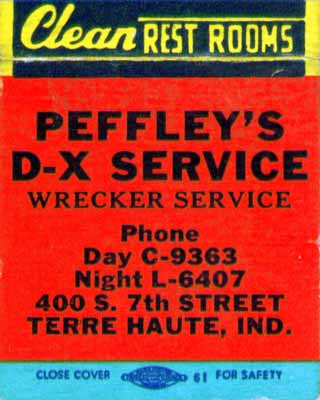 Clean REST ROOMS
PEFFLEY'S
D-X SERVICE
WRECKER SERVICE
Phone
Day C-9363
Night L-6407
400 S. 7th STREET
TERRE HAUTE, IND.
CLOSE COVER 61 FOR SAFETY